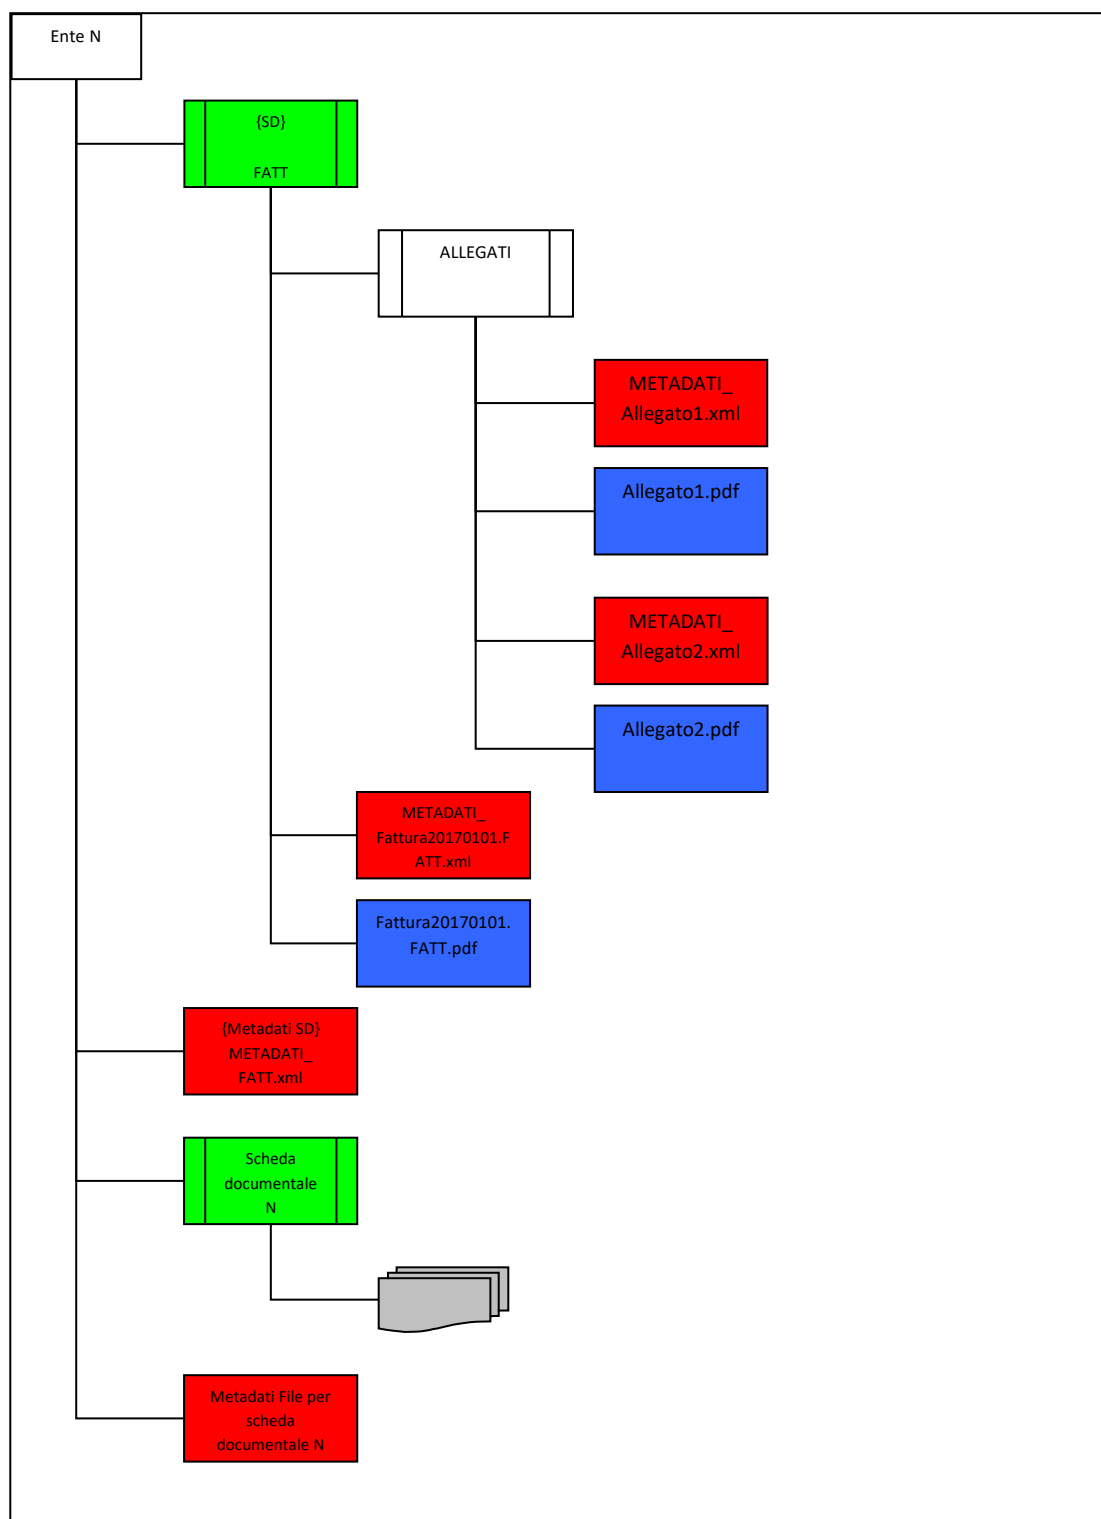 Ente N
{SD}
FATT
ALLEGATI
METADATI_
Allegato1.xml
Allegato1.pdf
METADATI_
Allegato2.xml
Allegato2.pdf
METADATI_
Fattura20170101.F
ATT.xml
Fattura20170101.
FATT.pdf
{Metadati SD}
METADATI_
FATT.xml
Scheda
documentale
N
Metadati File per
scheda
documentale N